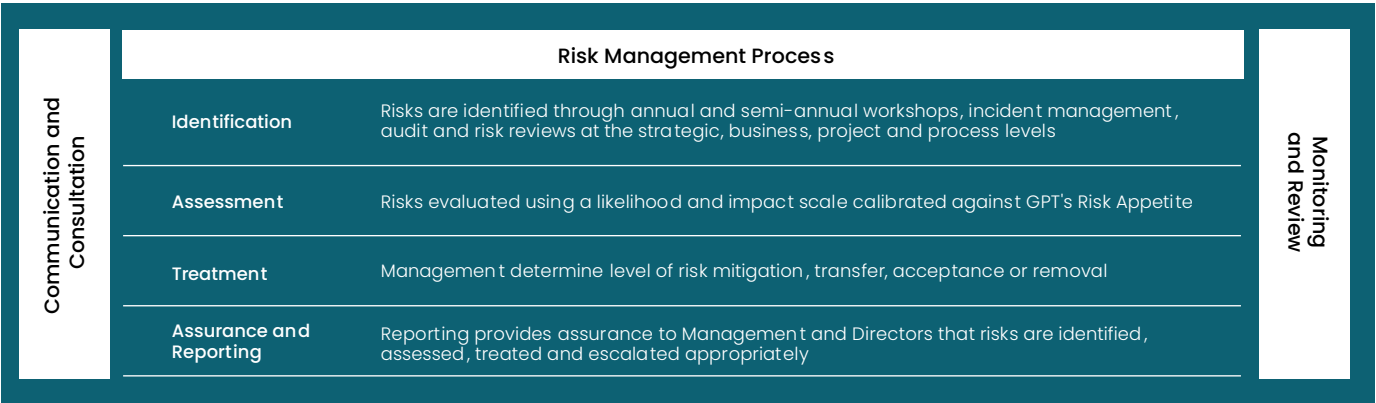 Communication and
Consultation
Risk Management Process
Identification
Risks are identified through annual and semi-annual workshops, incident management,
audit and risk reviews at the strategic, business, project and process levels
Assessment
Risks evaluated using a likelihood and impact scale calibrated against GPT's Risk Appetite
Treatment
Management determine level of risk mitigation, transfer, acceptance or removal
Assurance and
Reporting
Reporting provides assurance to Management and Directors that risks are identified,
assessed, treated and escalated appropriately
Monitoring
and Review